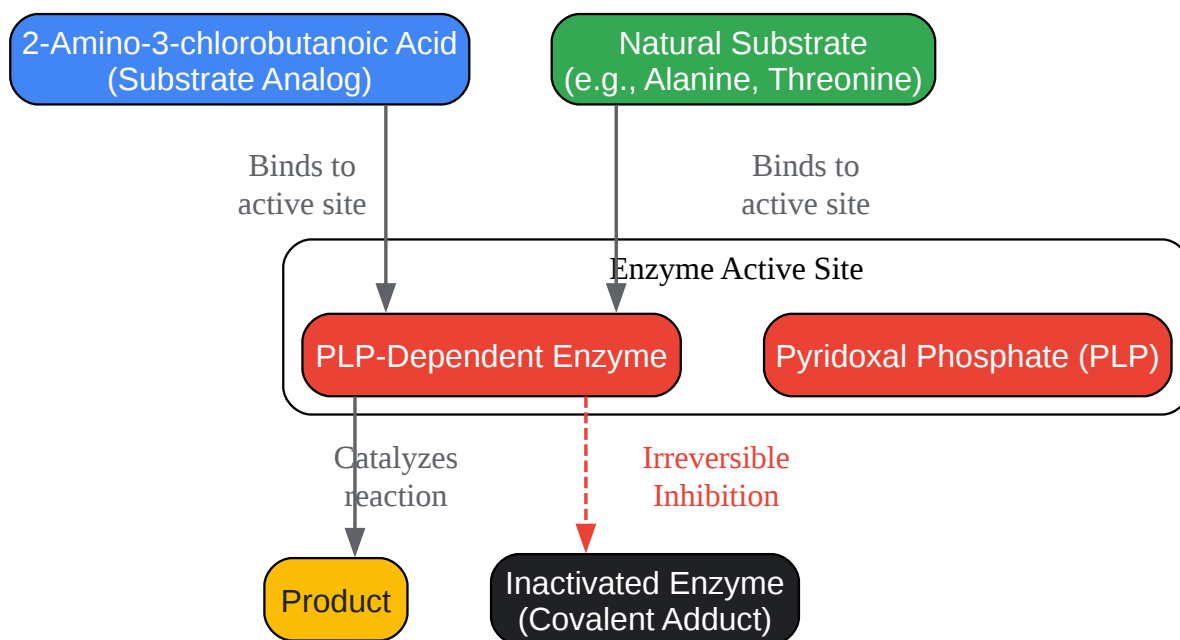 2-Amino-3-chlorobutanoic Acid
(Substrate Analog)
Natural Substrate
(e.g., Alanine, Threonine)
Binds to
active site
Binds to
active site
Enzyme Active Site
PLP-Dependent Enzyme
Pyridoxal Phosphate (PLP)
Catalyzes
reaction
Irreversible
Inhibition
Product
Inactivated Enzyme
(Covalent Adduct)